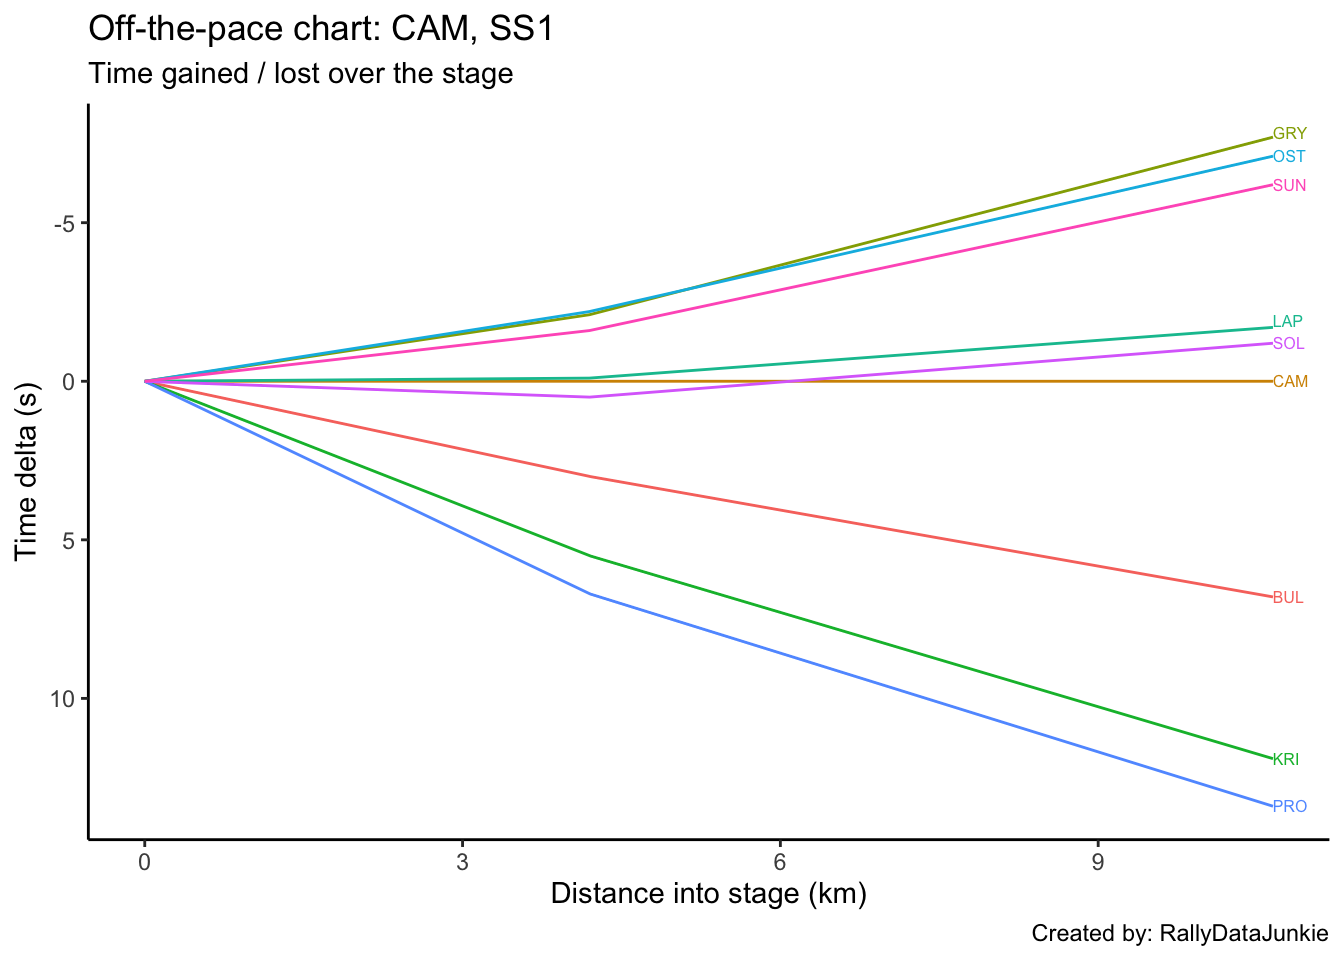 Off-the-pace chart: CAM, SS1
Time gained / lost over the stage
GRY
OST
SUN
-5
LAP
SOL
0
CAM
Time delta (s)
5
BUL
10
KRI
PRO
0 3 6 9
Distance into stage (km)
Created by: RallyDataJunkie